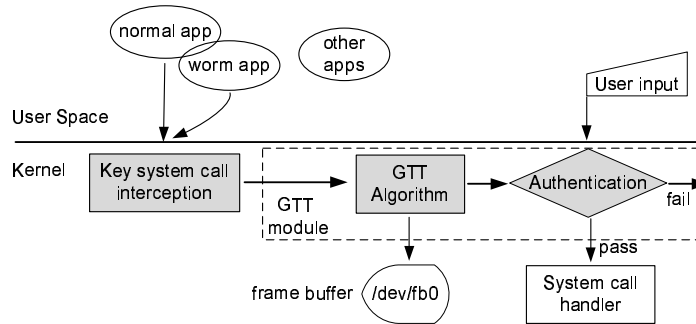 normal app
worm app
other
apps
User input
User Space
Kernel
Key system call
interception
GTT
module
GTT
Algorithm
Authentication
fail
pass
frame buffer
/dev/fb0
System call
handler